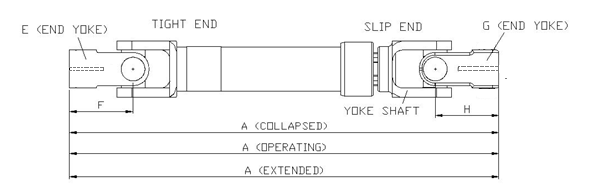 TIGHT END
SLIP END
E (END YOKE)
G (END YOKE)
YOKE SHAFT
F
H
A (COLLAPSED)
A (OPERATING)
A (EXTENDED)